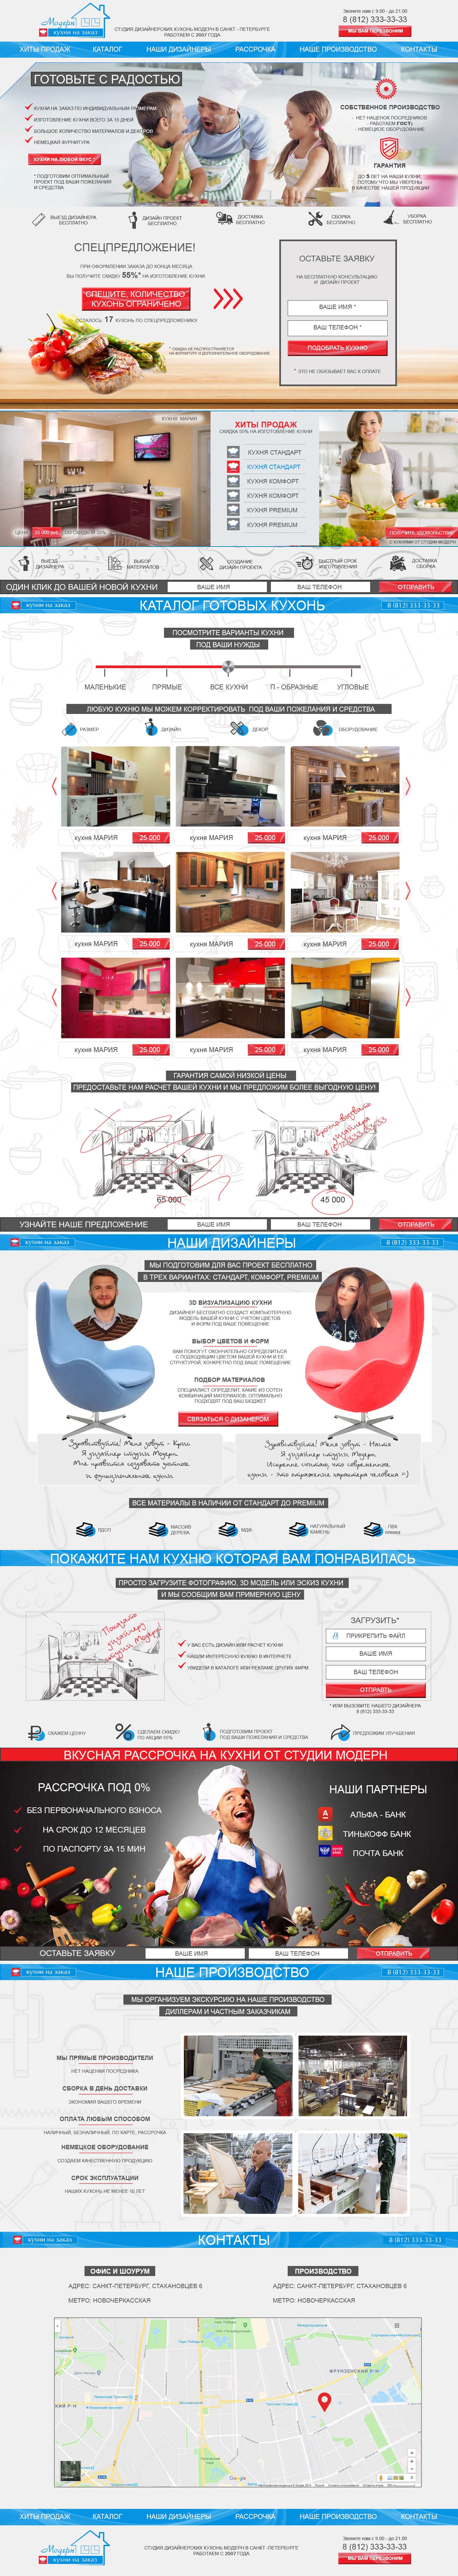 Модерн
кухни на заказ
СТУДИЯ ДИЗАЙНЕРСКИХ КУХОНЬ МОДЕРН В САНКТ - ПЕТЕРБУРГЕ
РАБОТАЕМ С 2007 ГОДА
Звоните нам с 9.00 - до 21.00
8 (812) 333-33-33
МЫ ВАМ ПЕРЕЗВОНИМ
ХИТЫ ПРОДАЖ
КАТАЛОГ
НАШИ ДИЗАЙНЕРЫ
РАССРОЧКА
НАШЕ ПРОИЗВОДСТВО
КОНТАКТЫ
ГОТОВЬТЕ С РАДОСТЬЮ
КУХНИ НА ЗАКАЗ ПО ИНДИВИДУАЛЬНЫМ РАЗМЕРАМ
ИЗГОТОВЛЕНИЕ КУХНИ ВСЕГО ЗА 15 ДНЕЙ
БОЛЬШОЕ КОЛИЧЕСТВО МАТЕРИАЛОВ И ДЕКОРОВ
НЕМЕЦКАЯ ФУРНИТУРА
КУХНИ НА ЛЮБОЙ ВКУС
* ПОДГОТОВИМ ОПТИМАЛЬНЫЙ
ПРОЕКТ ПОД ВАШИ ПОЖЕЛАНИЯ
И СРЕДСТВА
СОБСТВЕННОЕ ПРОИЗВОДСТВО
- НЕТ НАЦЕНОК ПОСРЕДНИКОВ
- РАБОТАЕМ ГОСТу
- НЕМЕЦКОЕ ОБОРУДОВАНИЕ
ГАРАНТИЯ
ДО 5 ЛЕТ НА НАШИ КУХНИ,
ПОТОМУ ЧТО МЫ УВЕРЕНЫ
В КАЧЕСТВЕ НАШЕЙ ПРОДУКЦИИ
ВЫЕЗД ДИЗАЙНЕРА
БЕСПЛАТНО
ДИЗАЙН ПРОЕКТ
БЕСПЛАТНО
ДОСТАВКА
БЕСПЛАТНО
СБОРКА
БЕСПЛАТНО
УБОРКА
БЕСПЛАТНО
СПЕЦПРЕДЛОЖЕНИЕ!
ПРИ ОФОРМЛЕНИИ ЗАКАЗА ДО КОНЦА МЕСЯЦА
ВЫ ПОЛУЧИТЕ СКИДКУ 55%* НА ИЗГОТОВЛЕНИЕ КУХНИ
СПЕШИТЕ, КОЛИЧЕСТВО
КУХОНЬ ОГРАНИЧЕНО
ОСТАЛОСЬ: 17 КУХОНЬ ПО СПЕЦПРЕДЛОЖЕНИЮ!
* СКИДКА НЕ РАСПРОСТРАНЯЕТСЯ
НА ФУРНИТУРУ И ДОПОЛНИТЕЛЬНОЕ ОБОРУДОВАНИЕ
ОСТАВЬТЕ ЗАЯВКУ
НА БЕСПЛАТНУЮ КОНСУЛЬТАЦИЮ
И ДИЗАЙН ПРОЕКТ
ВАШЕ ИМЯ *
ВАШ ТЕЛЕФОН *
ПОДОБРАТЬ КУХНЮ
* ЭТО НЕ ОБЯЗЫВАЕТ ВАС К ОПЛАТЕ
КУХНЯ: МАРИЯ
ЦЕНА: 25 000 руб. СО СКИДКОЙ 55%
ХИТЫ ПРОДАЖ
СКИДКА 55% НА ИЗГОТОВЛЕНИЕ КУХНИ
КУХНЯ СТАНДАРТ
КУХНЯ СТАНДАРТ
КУХНЯ КОМФОРТ
КУХНЯ КОМФОРТ
КУХНЯ PREMIUM
КУХНЯ PREMIUM
ПОЛУЧИТЕ УДОВОЛЬСТВИЕ
С КУХНЯМИ ОТ СТУДИИ МОДЕРН
ВЫЕЗД
ДИЗАЙНЕРА
ВЫБОР
МАТЕРИАЛОВ
СОЗДАНИЕ
ДИЗАЙН ПРОЕКТА
БЫСТРЫЙ СРОК
ИЗГОТОВЛЕНИЯ
ДОСТАВКА
СБОРКА
ОДИН КЛИК ДО ВАШЕЙ НОВОЙ КУХНИ
ВАШЕ ИМЯ
ВАШ ТЕЛЕФОН
ОТПРАВИТЬ
кухни на заказ
КАТАЛОГ ГОТОВЫХ КУХОНЬ
8 (812) 333-33-33
ПОСМОТРИТЕ ВАРИАНТЫ КУХНИ
ПОД ВАШИ НУЖДЫ
МАЛЕНЬКИЕ
ПРЯМЫЕ
ВСЕ КУХНИ
П - ОБРАЗНЫЕ
УГЛОВЫЕ
ЛЮБУЮ КУХНЮ МЫ МОЖЕМ КОРРЕКТИРОВАТЬ ПОД ВАШИ ПОЖЕЛАНИЯ И СРЕДСТВА
РАЗМЕР
ДИЗАЙН
ДЕКОР
ОБОРУДОВАНИЕ
кухня МАРИЯ 25 000
кухня МАРИЯ 25 000
кухня МАРИЯ 25 000
кухня МАРИЯ 25 000
кухня МАРИЯ 25 000
кухня МАРИЯ 25 000
кухня МАРИЯ 25 000
кухня МАРИЯ 25 000
кухня МАРИЯ 25 000
ГАРАНТИЯ САМОЙ НИЗКОЙ ЦЕНЫ
ПРЕДОСТАВЬТЕ НАМ РАСЧЕТ ВАШЕЙ КУХНИ И МЫ ПРЕДЛОЖИМ БОЛЕЕ ВЫГОДНУЮ ЦЕНУ!
Срочно вызвать
дизайнера
8 (812) 333-33-33
65 000
45 000
УЗНАЙТЕ НАШЕ ПРЕДЛОЖЕНИЕ
ВАШЕ ИМЯ
ВАШ ТЕЛЕФОН
ОТПРАВИТЬ
кухни на заказ
НАШИ ДИЗАЙНЕРЫ
8 (812) 333-33-33
МЫ ПОДГОТОВИМ ДЛЯ ВАС ПРОЕКТ БЕСПЛАТНО
В ТРЕХ ВАРИАНТАХ: СТАНДАРТ, КОМФОРТ, PREMIUM
3D ВИЗУАЛИЗАЦИЮ КУХНИ
ДИЗАЙНЕР БЕСПЛАТНО СОЗДАСТ КОМПЬЮТЕРНУЮ
МОДЕЛЬ ВАШЕЙ КУХНИ С УЧЕТОМ ЦВЕТОВ
И ФОРМ ПОД ВАШЕ ПОМЕЩЕНИЕ
ВЫБОР ЦВЕТОВ И ФОРМ
ВАМ ПОМОГУТ ОКОНЧАТЕЛЬНО ОПРЕДЕЛИТЬСЯ
С ПОДХОДЯЩИМ ЦВЕТОМ ВАШЕЙ КУХНИ И ЕЕ
СТРУКТУРОЙ, КОНКРЕТНО ПОД ВАШЕ ПОМЕЩЕНИЕ
ПОДБОР МАТЕРИАЛОВ
СПЕЦИАЛИСТ ОПРЕДЕЛИТ, КАКИЕ ИЗ СОТЕН
КОМБИНАЦИЙ МАТЕРИАЛОВ, ОПТИМАЛЬНО
ПОДХОДЯТ ПОД ВАШ БЮДЖЕТ
СВЯЗАТЬСЯ С ДИЗАНЕРОМ
Здравствуйте! Меня зовут - Крис
Я дизайнер студии Модерн
Мне нравится создавать уютные
и функциональные кухни
Здравствуйте! Меня зовут - Настя
Я дизайнер студии Модерн
Искренне считаю, что современные
кухни - это отражение характера человека =)
ВСЕ МАТЕРИАЛЫ В НАЛИЧИИ ОТ СТАНДАРТ ДО PREMIUM
ЛДСП
МАССИВ
ДЕРЕВА
МДФ
НАТУРАЛЬНЫЙ
КАМЕНЬ
ПВХ
ПЛЕНКА
ПОКАЖИТЕ НАМ КУХНЮ КОТОРАЯ ВАМ ПОНРАВИЛАСЬ
ПРОСТО ЗАГРУЗИТЕ ФОТОГРАФИЮ, 3D МОДЕЛЬ ИЛИ ЭСКИЗ КУХНИ
И МЫ СООБЩИМ ВАМ ПРИМЕРНУЮ ЦЕНУ
Показать
дизайнеру
студии Модерн
У ВАС ЕСТЬ ДИЗАЙН ИЛИ РАСЧЕТ КУХНИ
НАШЛИ ИНТЕРЕСНУЮ КУХНЮ В ИНТЕРНЕТЕ
УВИДЕЛИ В КАТАЛОГЕ ИЛИ РЕКЛАМЕ ДРУГИХ ФИРМ
ЗАГРУЗИТЬ*
ПРИКРЕПИТЬ ФАЙЛ
ВАШЕ ИМЯ
ВАШ ТЕЛЕФОН
ОТПРАВТЬ
* ИЛИ ВЫЗОВИТЕ НАШЕГО ДИЗАЙНЕРА
8 (812) 333-33-33
СКАЖЕМ ЦЕННУ
СДЕЛАЕМ СКИДКУ
ПО АКЦИИ 55%
ПОДГОТОВИМ ПРОЕКТ
ПОД ВАШИ ПОЖЕЛАНИЯ И СРЕДСТВА
ПРЕДЛОЖИМ УЛУЧШЕНИЯ
ВКУСНАЯ РАССРОЧКА НА КУХНИ ОТ СТУДИИ МОДЕРН
РАССРОЧКА ПОД 0%
БЕЗ ПЕРВОНАЧАЛЬНОГО ВЗНОСА
НА СРОК ДО 12 МЕСЯЦЕВ
ПО ПАСПОРТУ ЗА 15 МИН
НАШИ ПАРТНЕРЫ
АЛЬФА - БАНК
ТИНЬКОФФ БАНК
ПОЧТА БАНК
ОСТАВЬТЕ ЗАЯВКУ
ВАШЕ ИМЯ
ВАШ ТЕЛЕФОН
ОТПРАВИТЬ
кухни на заказ
НАШЕ ПРОИЗВОДСТВО
8 (812) 333-33-33
МЫ ОРГАНИЗУЕМ ЭКСКУРСИЮ НА НАШЕ ПРОИЗВОДСТВО
ДИЛЛЕРАМ И ЧАСТНЫМ ЗАКАЗЧИКАМ
МЫ ПРЯМЫЕ ПРОИЗВОДИТЕЛИ
НЕТ НАЦЕНКИ ПОСРЕДНИКА
СБОРКА В ДЕНЬ ДОСТАВКИ
ЭКОНОМИЯ ВАШЕГО ВРЕМЕНИ
ОПЛАТА ЛЮБЫМ СПОСОБОМ
НАЛИЧНЫЙ, БЕЗНАЛИЧНЫЙ, ПО КАРТЕ, РАССРОЧКА
НЕМЕЦКОЕ ОБОРУДОВАНИЕ
СОЗДАЕМ КАЧЕСТВЕННУЮ ПРОДУКЦИЮ
СРОК ЭКСПЛУАТАЦИИ
НАШИХ КУХОНЬ НЕ МЕНЕЕ 10 ЛЕТ
кухни на заказ
КОНТАКТЫ
8 (812) 333-33-33
ОФИС И ШОУРУМ
АДРЕС: САНКТ-ПЕТЕРБУРГ, СТАХАНОВЦЕВ 6
МЕТРО: НОВОЧЕРКАССКАЯ
ПРОИЗВОДСТВО
АДРЕС: САНКТ-ПЕТЕРБУРГ, СТАХАНОВЦЕВ 6
МЕТРО: НОВОЧЕРКАССКАЯ
ФРУНЗЕНСКИЙ Р-Н
Google
ХИТЫ ПРОДАЖ
КАТАЛОГ
НАШИ ДИЗАЙНЕРЫ
РАССРОЧКА
НАШЕ ПРОИЗВОДСТВО
КОНТАКТЫ
Модерн
кухни на заказ
СТУДИЯ ДИЗАЙНЕРСКИХ КУХОНЬ МОДЕРН В САНКТ -ПЕТЕРБУРГЕ
РАБОТАЕМ С 2007 ГОДА
Звоните нам с 9.00 - до 21.00
8 (812) 333-33-33
МЫ ВАМ ПЕРЕЗВОНИМ